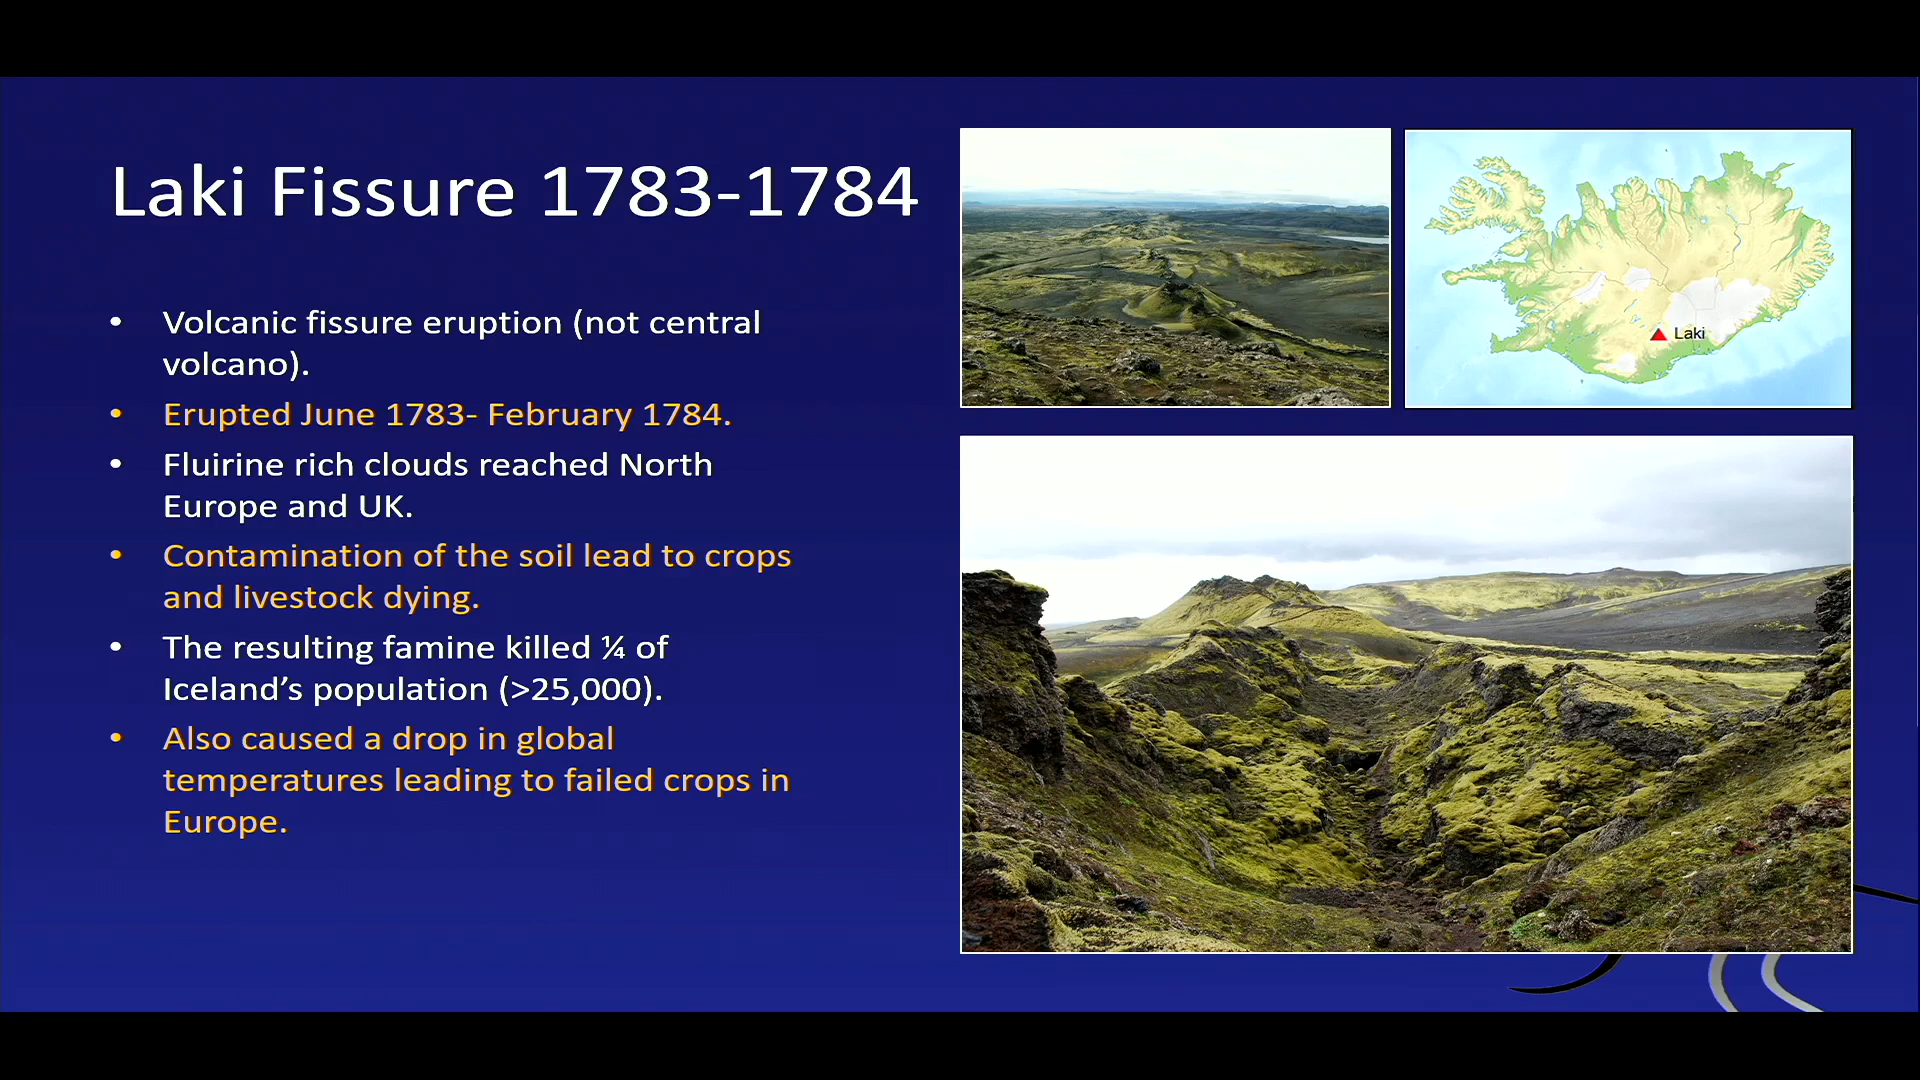 Laki Fissure 1783-1784
• Volcanic fissure eruption (not central
volcano).
• Erupted June 1783- February 1784.
• Fluirine rich clouds reached North
Europe and UK.
• Contamination of the soil lead to crops
and livestock dying.
• The resulting famine killed ¼ of
Iceland’s population (>25,000).
• Also caused a drop in global
temperatures leading to failed crops in
Europe.
Laki